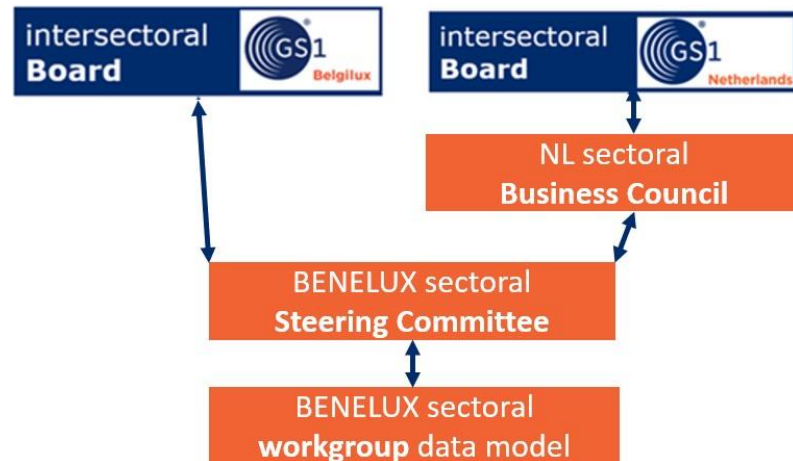 intersectoral
Board
GS1
Belgilux
intersectoral
Board
GS1
Netherlands
NL sectoral
Business Council
BENELUX sectoral
Steering Committee
BENELUX sectoral
workgroup data model